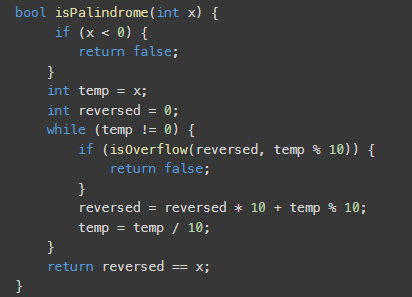 bool isPalindrome(int x) {
     if (x < 0) {
        return false;
    }
    int temp = x;
    int reversed = 0;
    while (temp != 0) {
        if (isOverflow(reversed, temp % 10)) {
            return false;
        }
        reversed = reversed * 10 + temp % 10;
        temp = temp / 10;
    }
    return reversed == x;
}